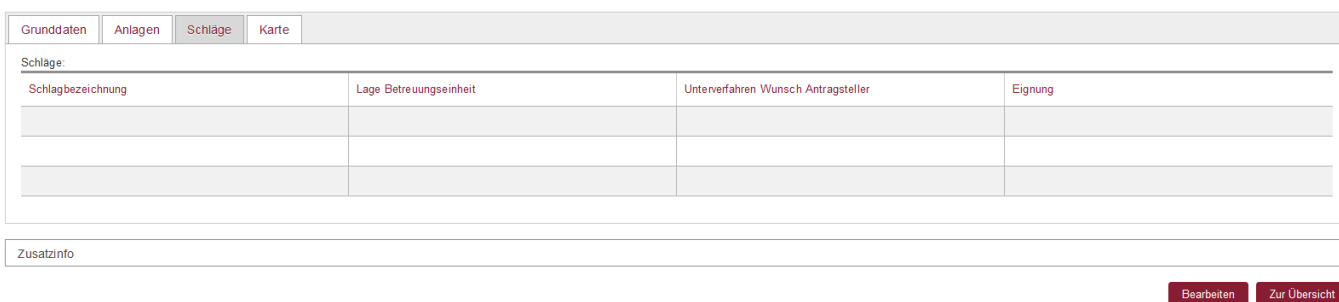 Grunddaten Anlagen Schläge Karte
Schläge:
Schlagbezeichnung Lage Betreuungseinheit Unterverfahren Wunsch Antragsteller Eignung
Zusatzinfo
Bearbeiten Zur Übersicht